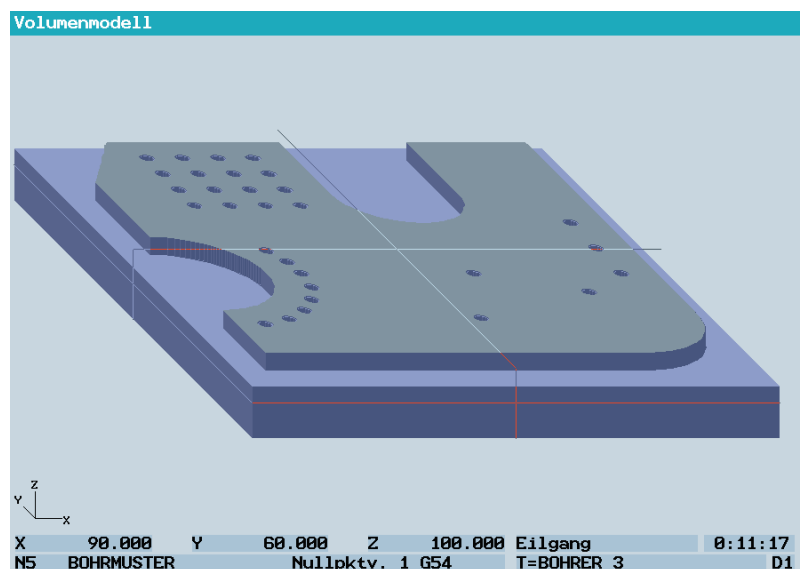 Volumenmodell
Z
Y
X
X 90.000 Y 60.000 Z 100.000 Eilgang 0:11:17
N5 BOHRMUSTER Nullpktv. 1 G54 T=BOHRER 3 D1